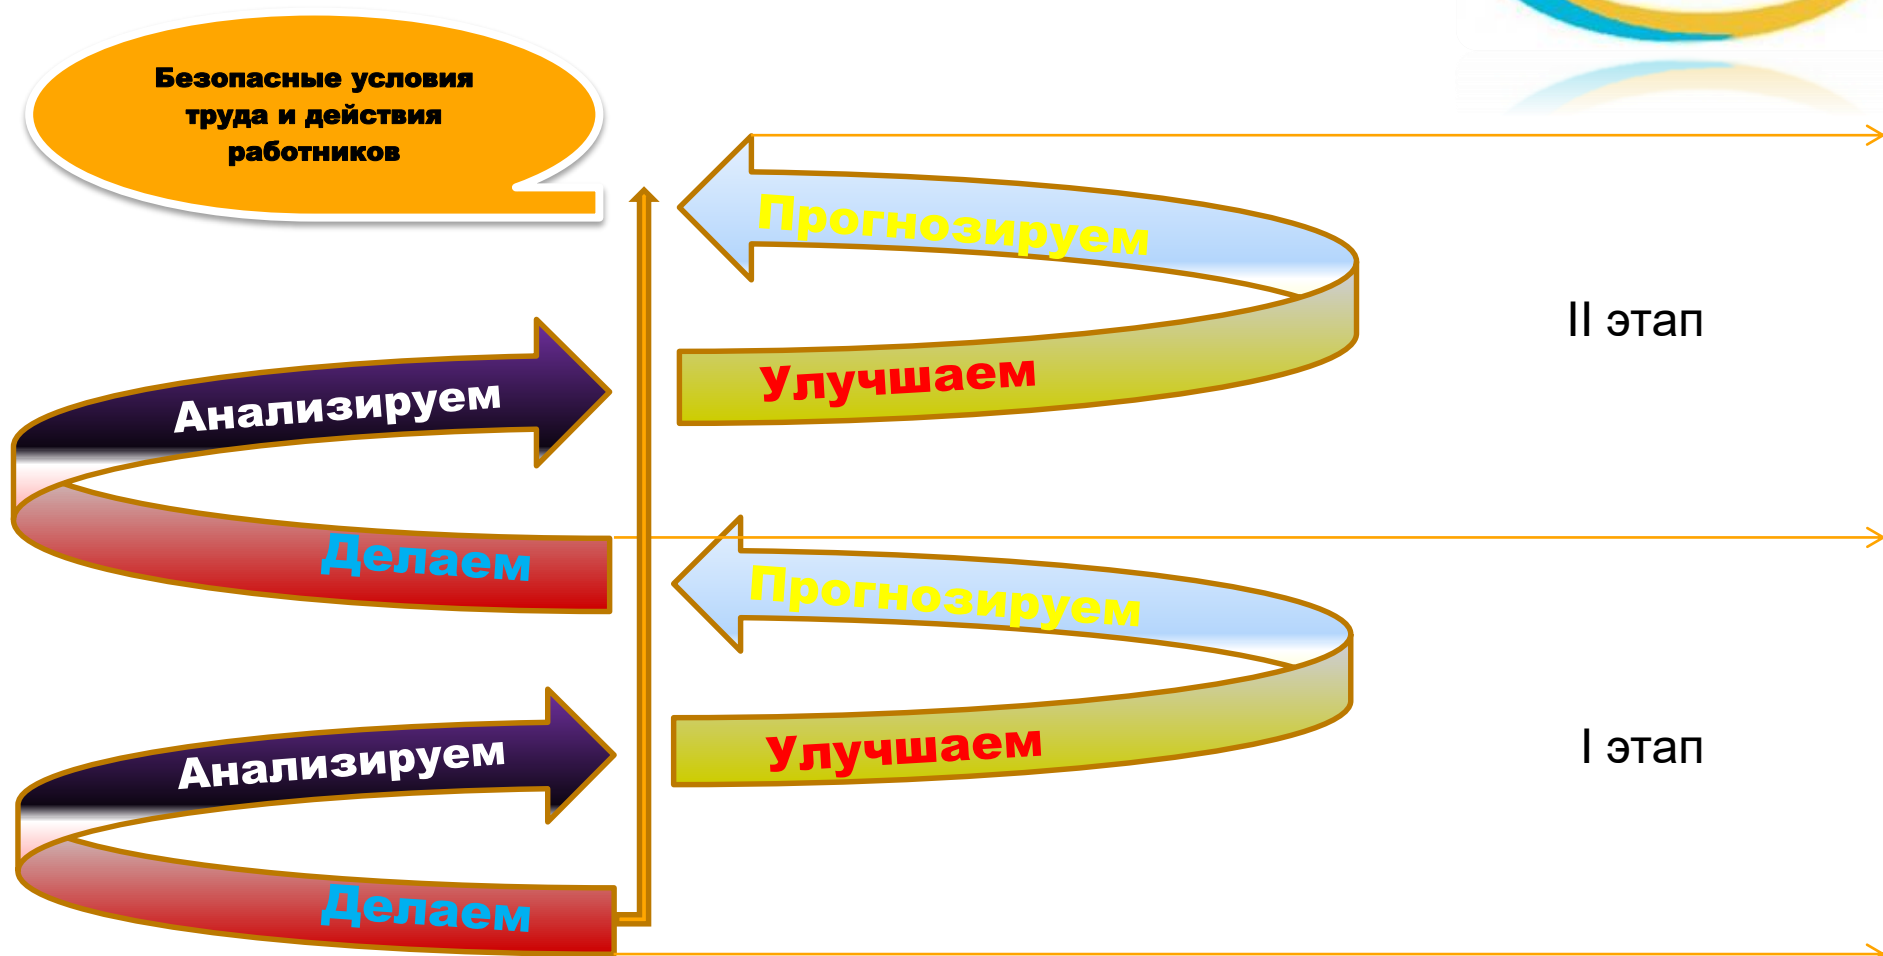 Безопасные условия
труда и действия
работников
Прогнозируем
II этап
Улучшаем
Анализируем
Делаем
Прогнозируем
Улучшаем
I этап
Анализируем
Делаем